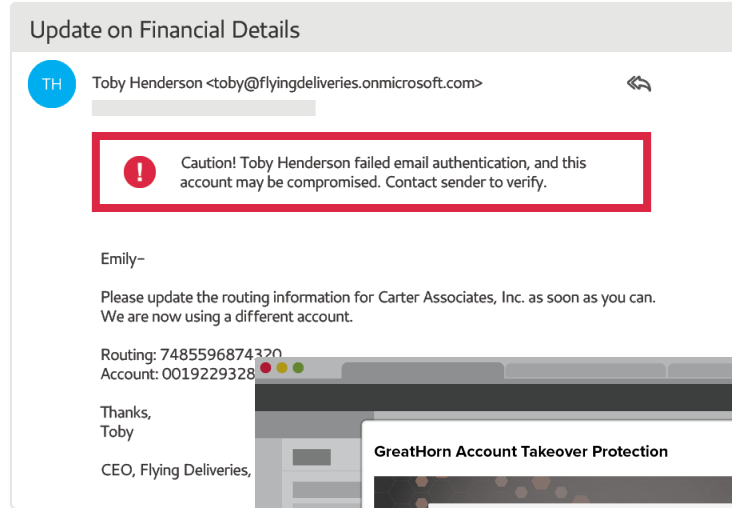 Update on Financial Details
TH
Toby Henderson <toby@flyingdeliveries.onmicrosoft.com>
Caution! Toby Henderson failed email authentication, and this
account may be compromised. Contact sender to verify.
Emily–
Please update the routing information for Carter Associates, Inc. as soon as you can.
We are now using a different account.
Routing: 7485596874320
Account: 0019229328
Thanks,
Toby
CEO, Flying Deliveries,
GreatHorn Account Takeover Protection